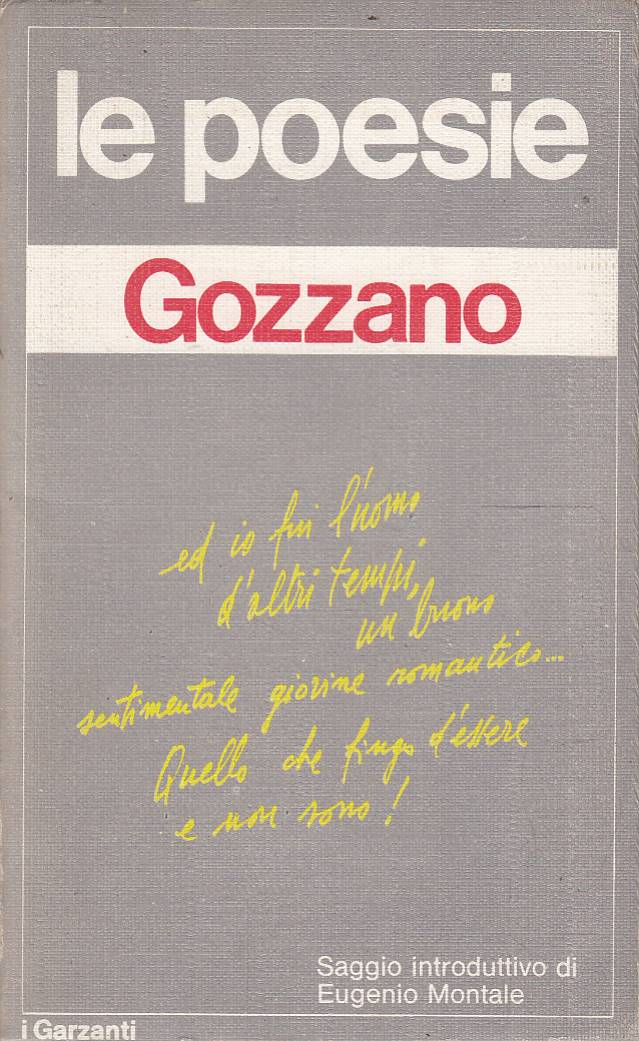 le poesie
Gozzano
ed io fui l'uomo
d'altri tempi,
un buono
sentimentale giovine romantico...
Quello che fingo d'essere
e non sono!
Saggio introduttivo di
Eugenio Montale
i Garzanti